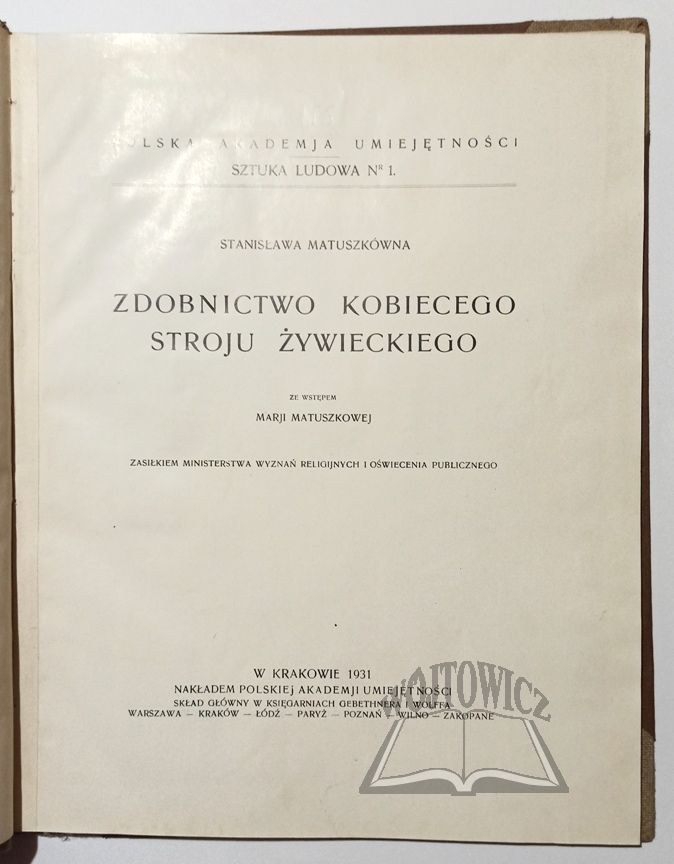 POLSKA AKADEMJA UMIEJĘTNOŚCI
SZTUKA LUDOWA Nᴿ 1.
STANISŁAWA MATUSZKÓWNA
ZDOBNICTWO KOBIECEGO
STROJU ŻYWIECKIEGO
ZE WSTĘPEM
MARJI MATUSZKOWEJ
ZASIŁKIEM MINISTERSTWA WYZNAŃ RELIGIJNYCH I OŚWIECENIA PUBLICZNEGO
W KRAKOWIE 1931
NAKŁADEM POLSKIEJ AKADEMJI UMIEJĘTNOŚCI
SKŁAD GŁÓWNY W KSIĘGARNIACH GEBETHNERA I WOLFFA
WARSZAWA — KRAKÓW — ŁÓDŹ — PARYŻ — POZNAŃ — WILNO — ZAKOPANE
WÓJTOWICZ